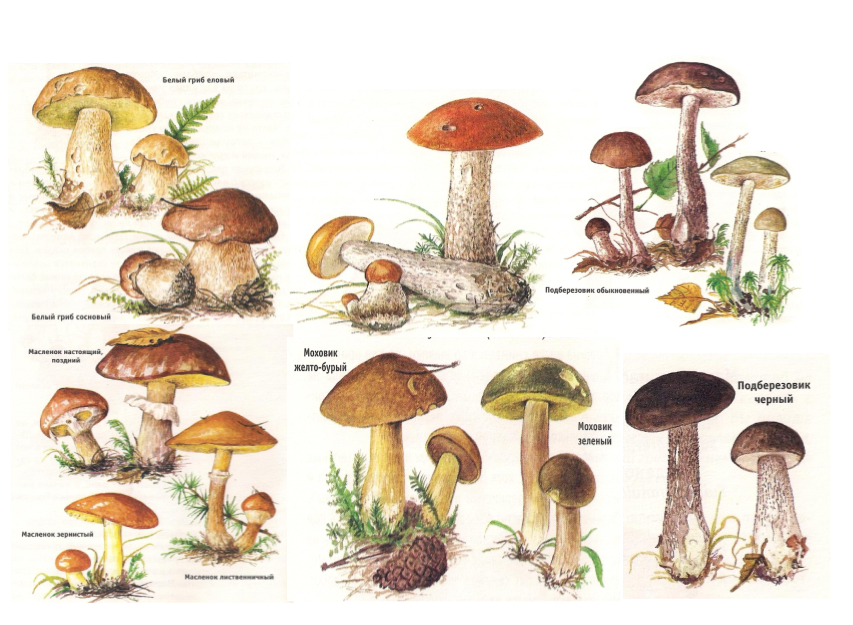 Белый гриб еловый
Белый гриб сосновый
Подберезовик обыкновенный
Масленок настоящий,
поздний
Масленок зернистый
Масленок лиственничный
Моховик
желто-бурый
Моховик
зеленый
Подберезовик
черный